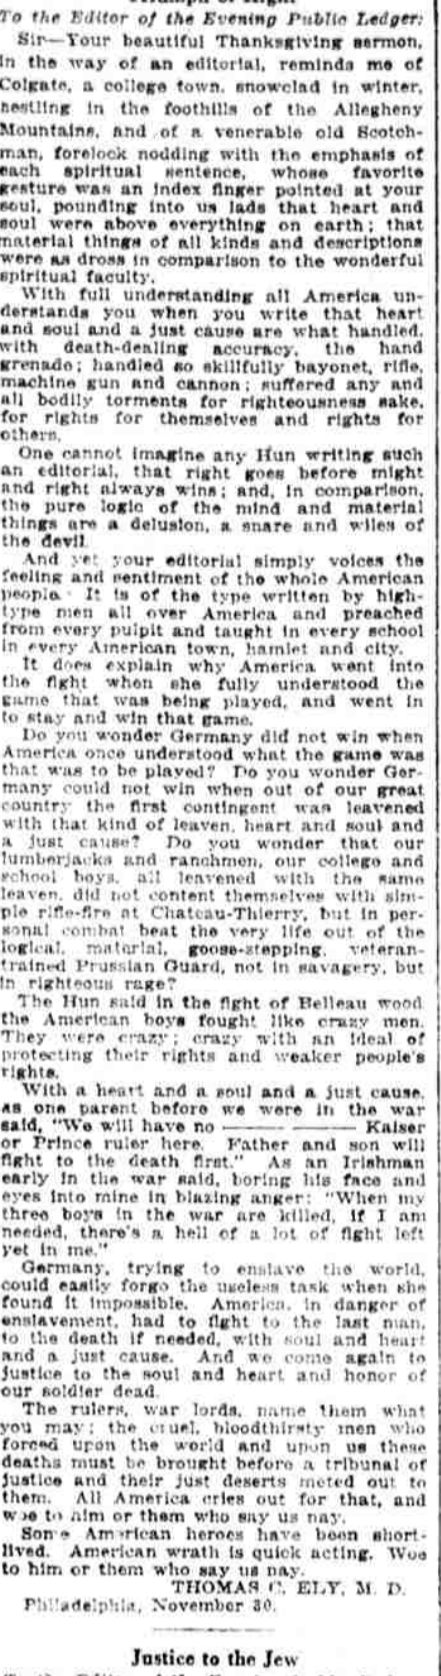 To the Editor of the Evening Public Ledger:
Sir—Your beautiful Thanksgiving sermon,
in the way of an editorial, reminds me of
Colgate, a college town, snowclad in winter,
nestling in the foothills of the Allegheny
Mountains, and of a venerable old Scotch-
man, forelock nodding with the emphasis of
each spiritual sentence, whose favorite
gesture was an index finger pointed at your
soul, pounding into us lads that heart and
soul were above everything on earth; that
material things of all kinds and descriptions
were as dross in comparison to the wonderful
spiritual faculty.
With full understanding all America un-
derstands you when you write that heart
and soul and a just cause are what handled,
with death-dealing accuracy, the hand
grenade; handled so skillfully bayonet, rifle,
machine gun and cannon; suffered any and
all bodily torments for righteousness sake,
for rights for themselves and rights for
others.
One cannot imagine any Hun writing such
an editorial, that right goes before might
and right always wins; and, in comparison,
the pure logic of the mind and material
things are a delusion, a snare and wiles of
the devil.
And yet your editorial simply voices the
feeling and sentiment of the whole American
people. It is of the type written by high-
type men all over America and preached
from every pulpit and taught in every school
in every American town, hamlet and city.
It does explain why America went into
the fight when she fully understood the
game that was being played, and went in
to stay and win that game.
Do you wonder Germany did not win when
America once understood what the game was
that was to be played? Do you wonder Ger-
many could not win when out of our great
country the first contingent was leavened
with that kind of leaven, heart and soul and
a just cause? Do you wonder that our
lumberjacks and ranchmen, our college and
school boys, all leavened with the same
leaven, did not content themselves with sim-
ple rifle-fire at Chateau-Thierry, but in per-
sonal combat beat the very life out of the
logical, material, goose-stepping, veteran-
trained Prussian Guard, not in savagery, but
in righteous rage?
The Hun said in the fight of Belleau wood
the American boys fought like crazy men.
They were crazy; crazy with an ideal of
protecting their rights and weaker people's
rights.
With a heart and a soul and a just cause,
as one parent before we were in the war
said, "We will have no —— —— Kaiser
or Prince ruler here. Father and son will
fight to the death first." As an Irishman
early in the war said, boring his face and
eyes into mine in blazing anger: "When my
three boys in the war are killed, if I am
needed, there's a hell of a lot of fight left
yet in me."
Germany, trying to enslave the world,
could easily forgo the useless task when she
found it impossible. America, in danger of
enslavement, had to fight to the last man,
to the death if needed, with soul and heart
and a just cause. And we come again to
justice to the soul and heart and honor of
our soldier dead.
The rulers, war lords, name them what
you may; the cruel, bloodthirsty men who
forced upon the world and upon us these
deaths must be brought before a tribunal of
justice and their just deserts meted out to
them. All America cries out for that, and
woe to him or them who say us nay.
Some American heroes have been short-
lived. American wrath is quick acting. Woe
to him or them who say us nay.
THOMAS C. ELY, M. D.
Philadelphia, November 30.
Justice to the Jew